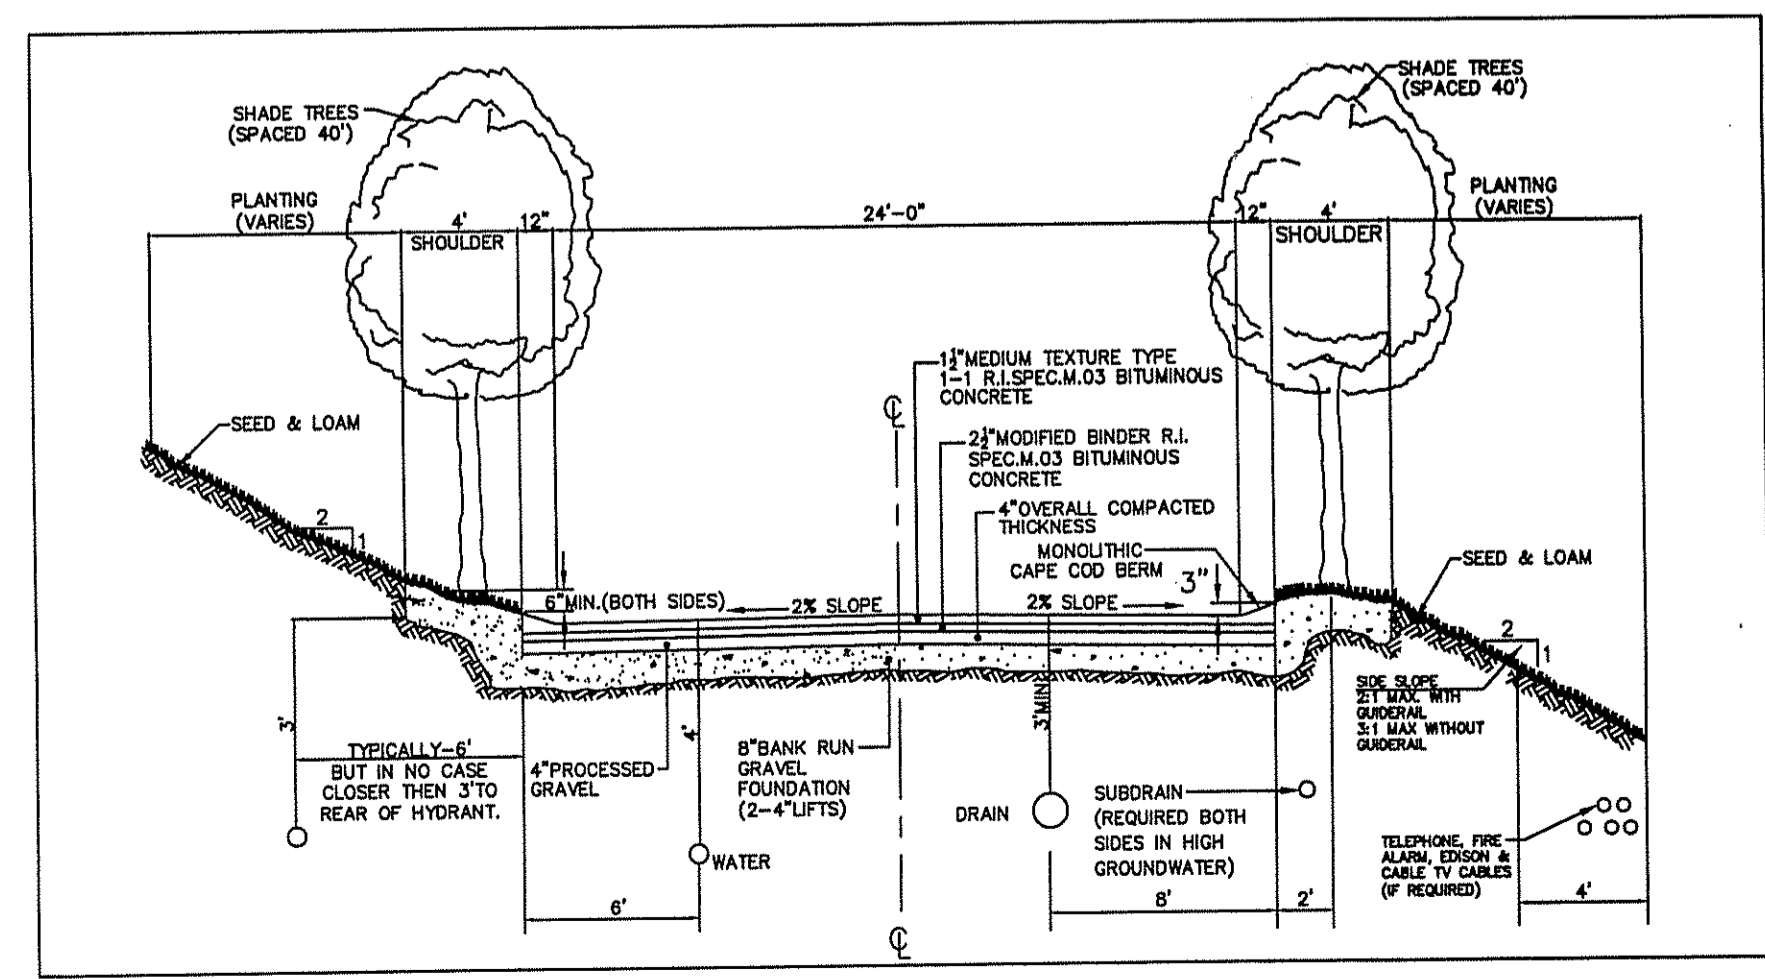 SHADE TREES
(SPACED 40')
SHADE TREES
(SPACED 40')
PLANTING
(VARIES)
4'
12"
24'-0"
12"
4'
PLANTING
(VARIES)
SHOULDER
SHOULDER
1½"MEDIUM TEXTURE TYPE
1-1 R.I.SPEC.M.03 BITUMINOUS
CONCRETE
SEED & LOAM
2½"MODIFIED BINDER R.I.
SPEC.M.03 BITUMINOUS
CONCRETE
4"OVERALL COMPACTED
THICKNESS
MONOLITHIC
CAPE COD BERM
3"
SEED & LOAM
2
1
6"MIN.(BOTH SIDES)
2% SLOPE
2% SLOPE
2
1
SIDE SLOPE
2:1 MAX. WITH
GUIDERAIL
3:1 MAX WITHOUT
GUIDERAIL
3'
4'
3'MIN
TYPICALLY-6'
BUT IN NO CASE
CLOSER THEN 3'TO
REAR OF HYDRANT.
4"PROCESSED
GRAVEL
8"BANK RUN
GRAVEL
FOUNDATION
(2-4"LIFTS)
DRAIN
SUBDRAIN
(REQUIRED BOTH
SIDES IN HIGH
GROUNDWATER)
WATER
TELEPHONE, FIRE
ALARM, EDISON &
CABLE TV CABLES
(IF REQUIRED)
6'
8'
2'
4'